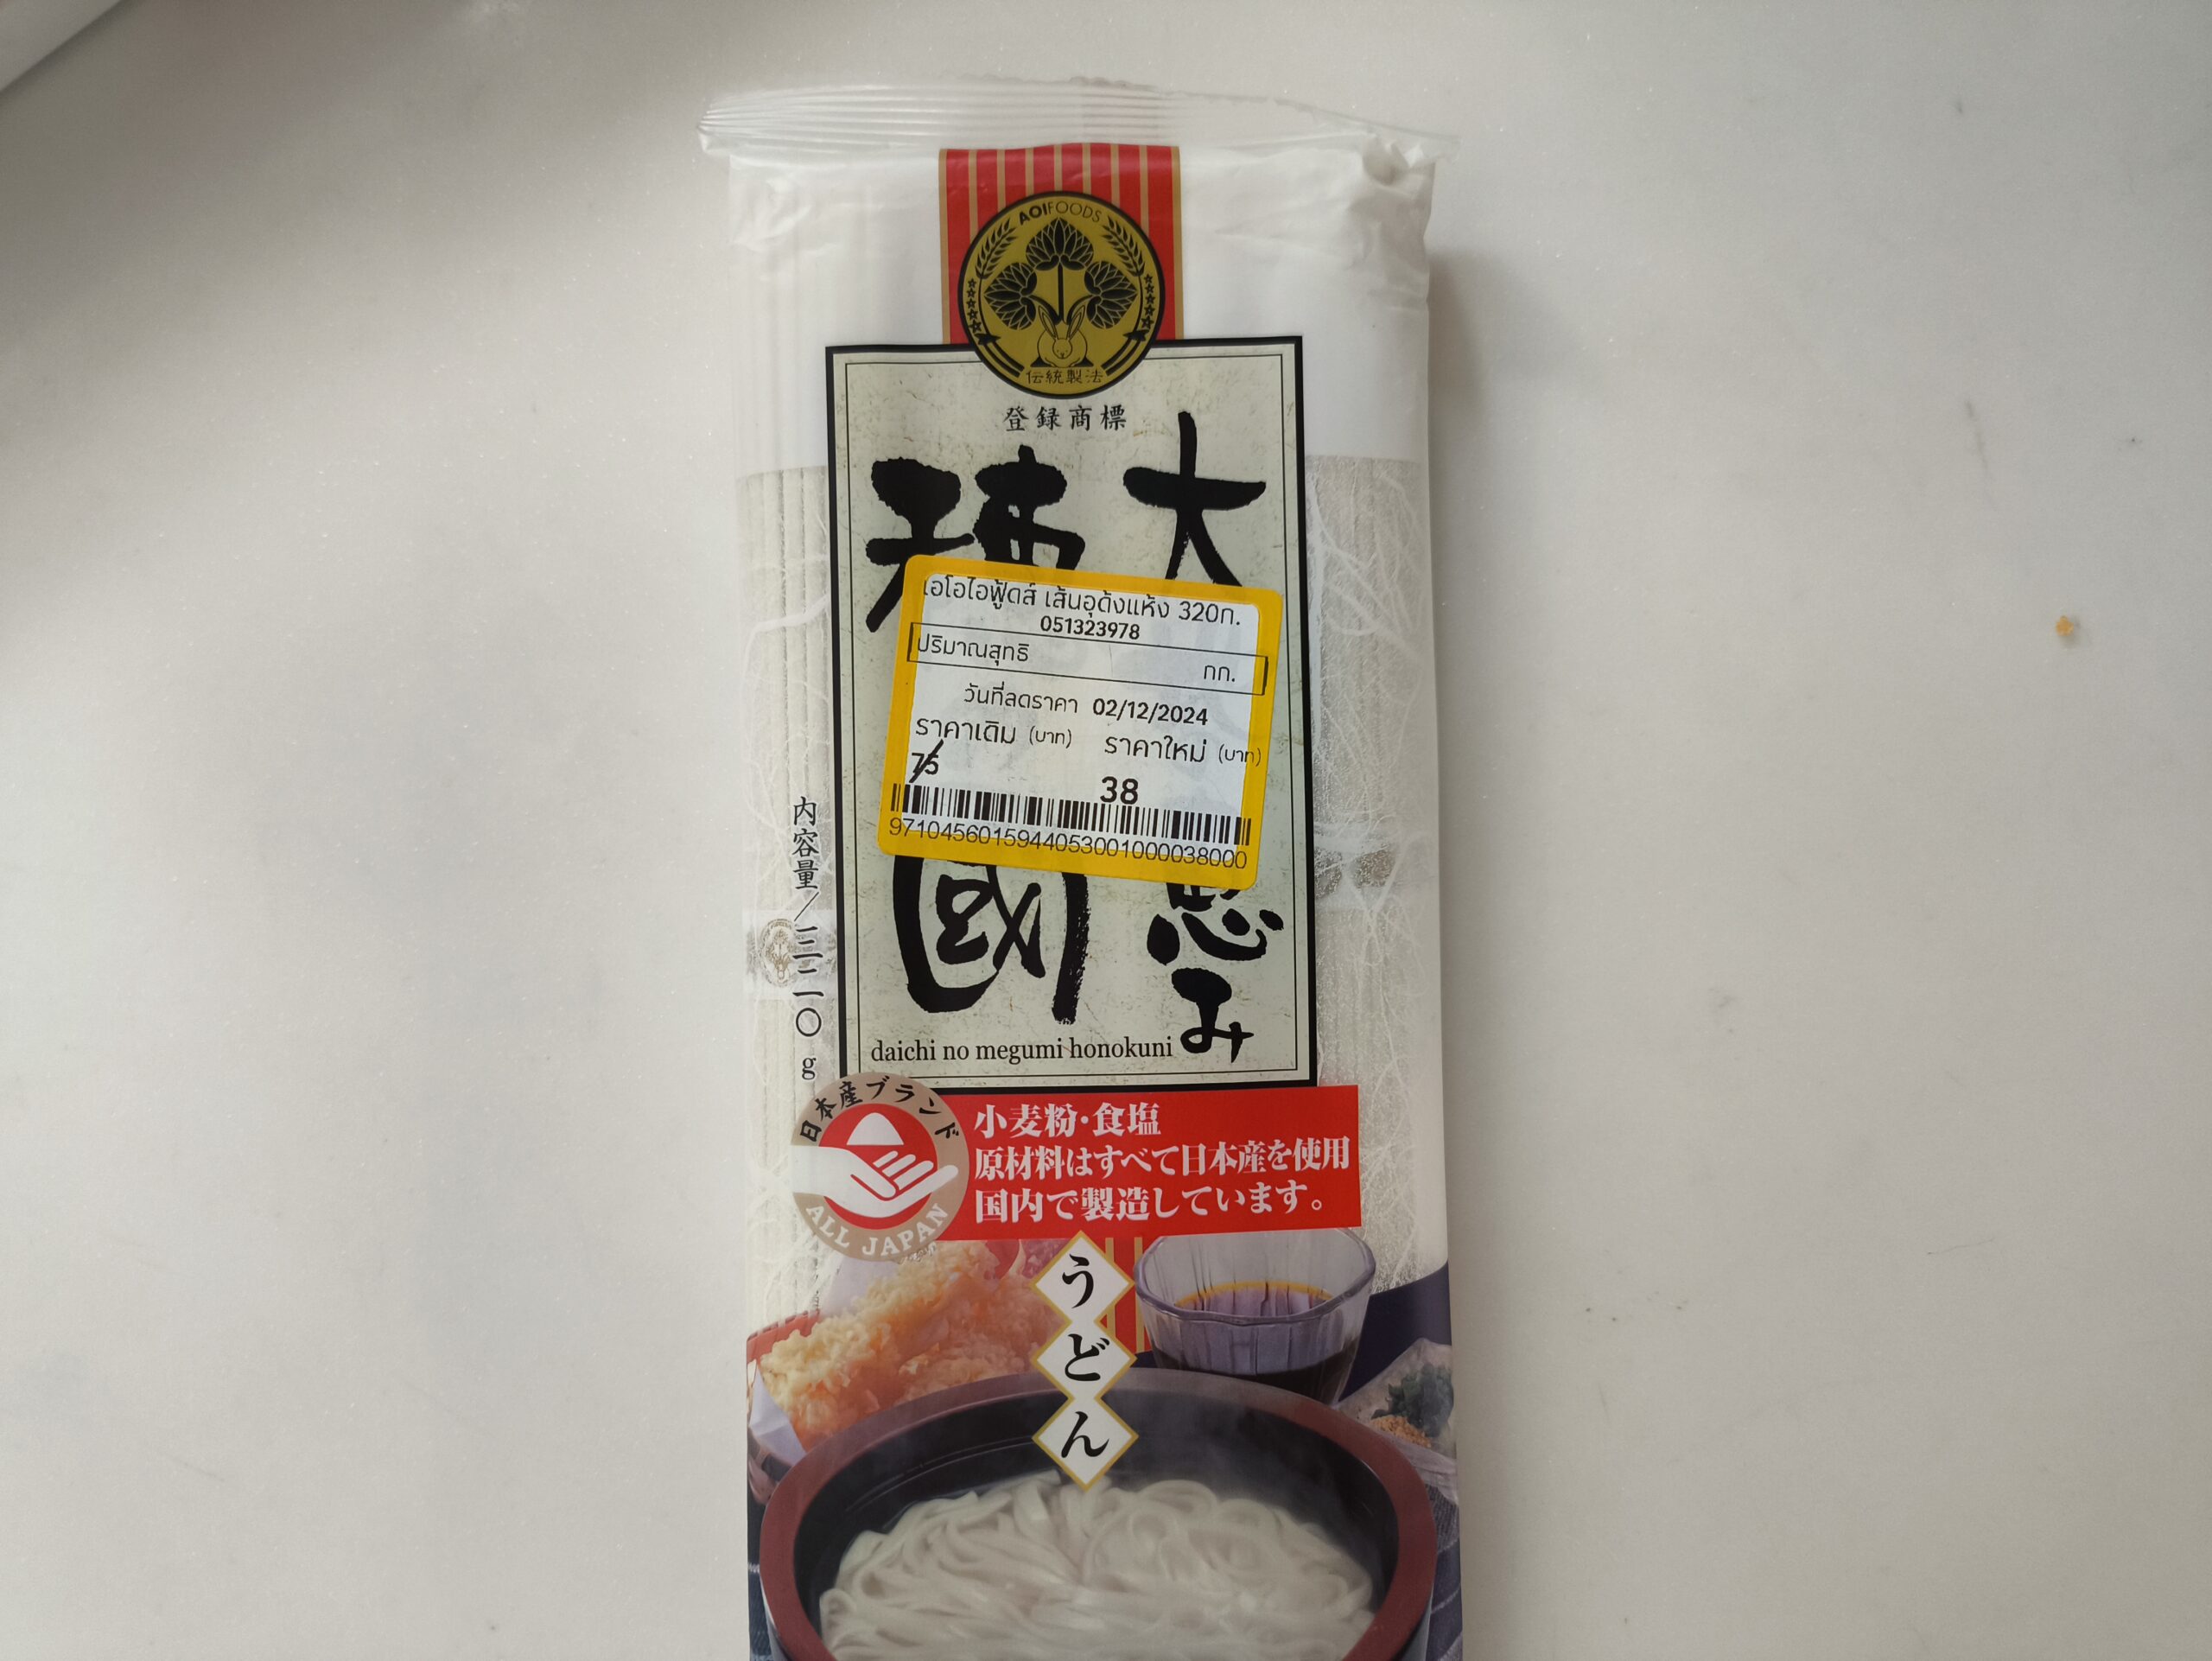 AOIFOODS
伝統製法
登録商標
大
เอโอไอฟู้ดส์ เส้นอุด้งแห้ง 320ก.
051323978
ปริมาณสุทธิ กก.
วันที่ลดราคา 02/12/2024
ราคาเดิม (บาท) ราคาใหม่ (บาท)
75 38
9710456015944053001000038000
恵み
國
daichi no megumi honokuni
内容量/三二〇g
日本産ブランド
ALL JAPAN
小麦粉・食塩
原材料はすべて日本産を使用
国内で製造しています。
うどん